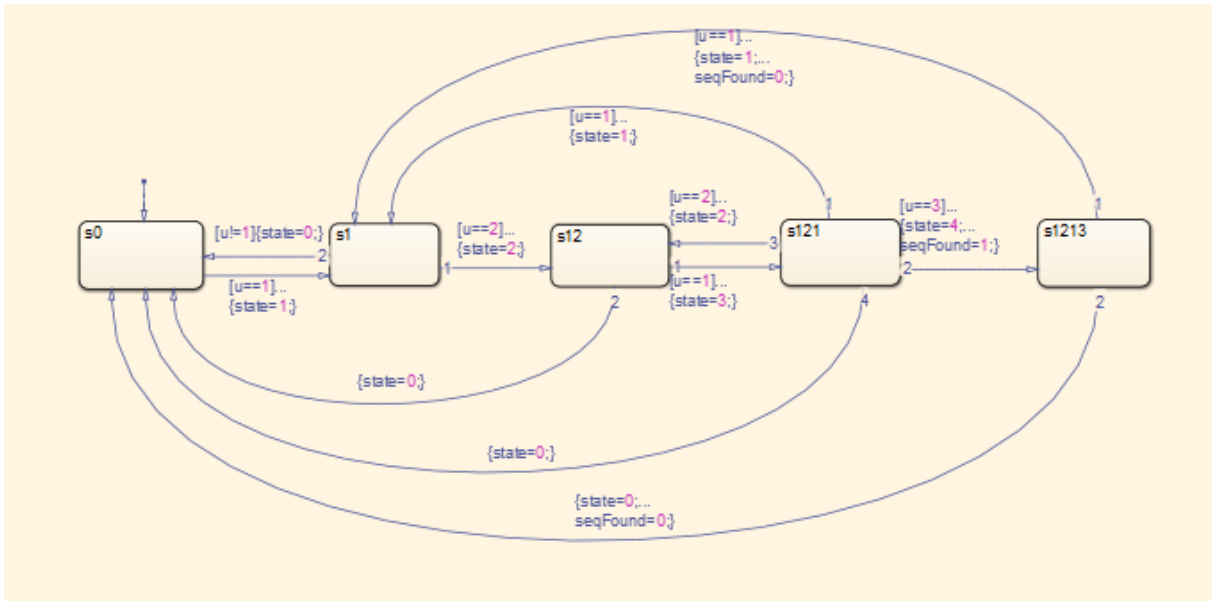 [u==1]...
{state=1;...
seqFound=0;}
[u==1]...
{state=1;}
s0
[u!=1]{state=0;}
2
[u==1]...
{state=1;}
s1
1
[u==2]...
{state=2;}
s12
1
2
[u==2]...
{state=2;}
[u==1]...
{state=3;}
s121
1
3
2
4
[u==3]...
{state=4;...
seqFound=1;}
s1213
1
2
{state=0;}
{state=0;}
{state=0;...
seqFound=0;}